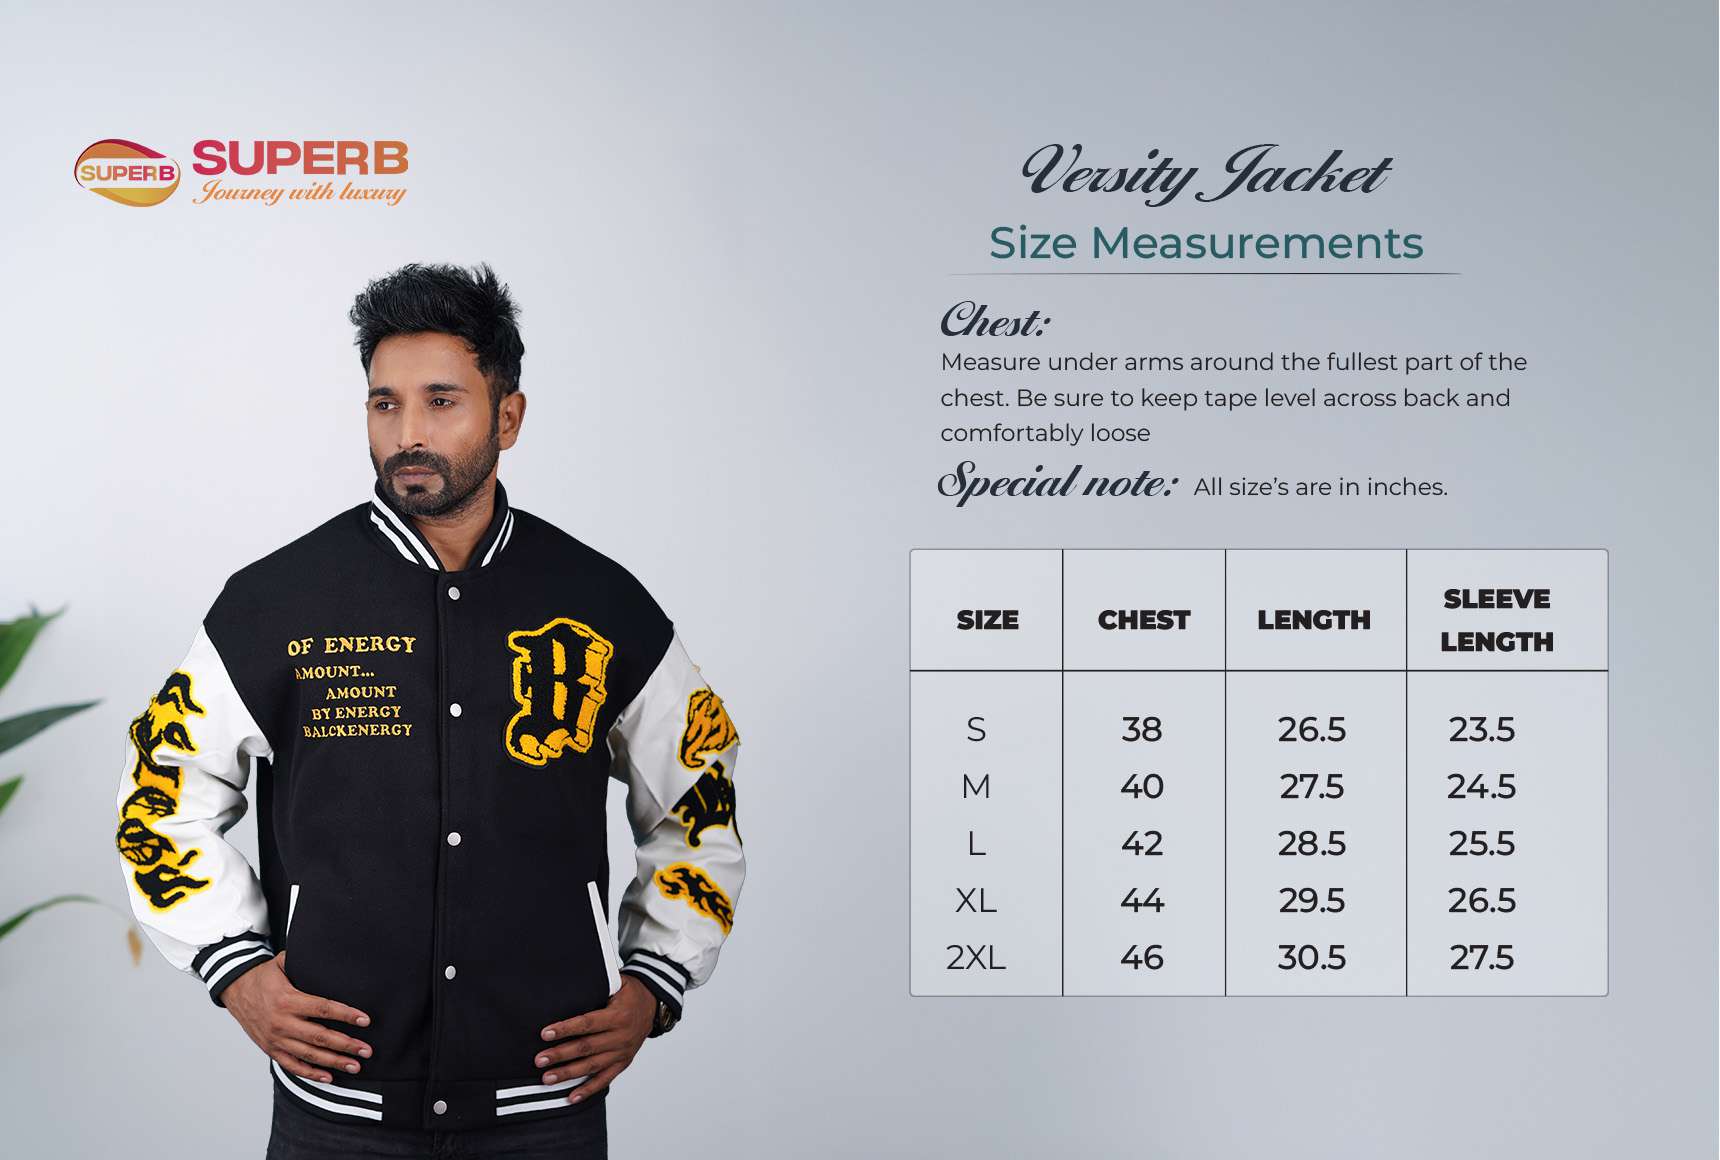 SUPERB
SUPERB
Journey with luxury
Versity Jacket
Size Measurements
Chest:
Measure under arms around the fullest part of the
chest. Be sure to keep tape level across back and
comfortably loose
Special note: All size's are in inches.
SIZE CHEST LENGTH SLEEVE LENGTH
S 38 26.5 23.5
M 40 27.5 24.5
L 42 28.5 25.5
XL 44 29.5 26.5
2XL 46 30.5 27.5
OF ENERGY
AMOUNT...
AMOUNT
BY ENERGY
BALCKENERGY
B